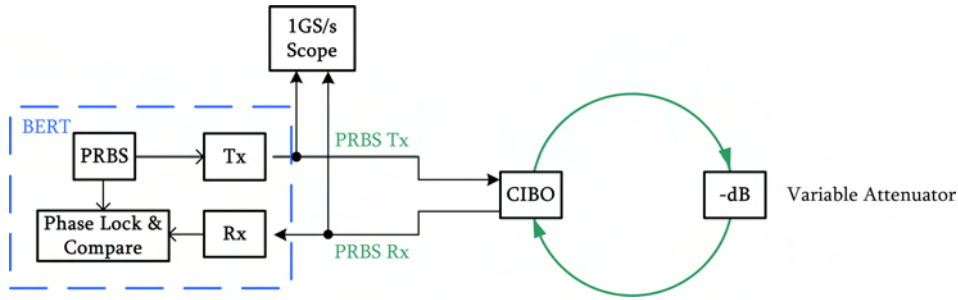 1GS/s
Scope
BERT
PRBS
Tx
PRBS Tx
CIBO
-dB
Variable Attenuator
Phase Lock &
Compare
Rx
PRBS Rx